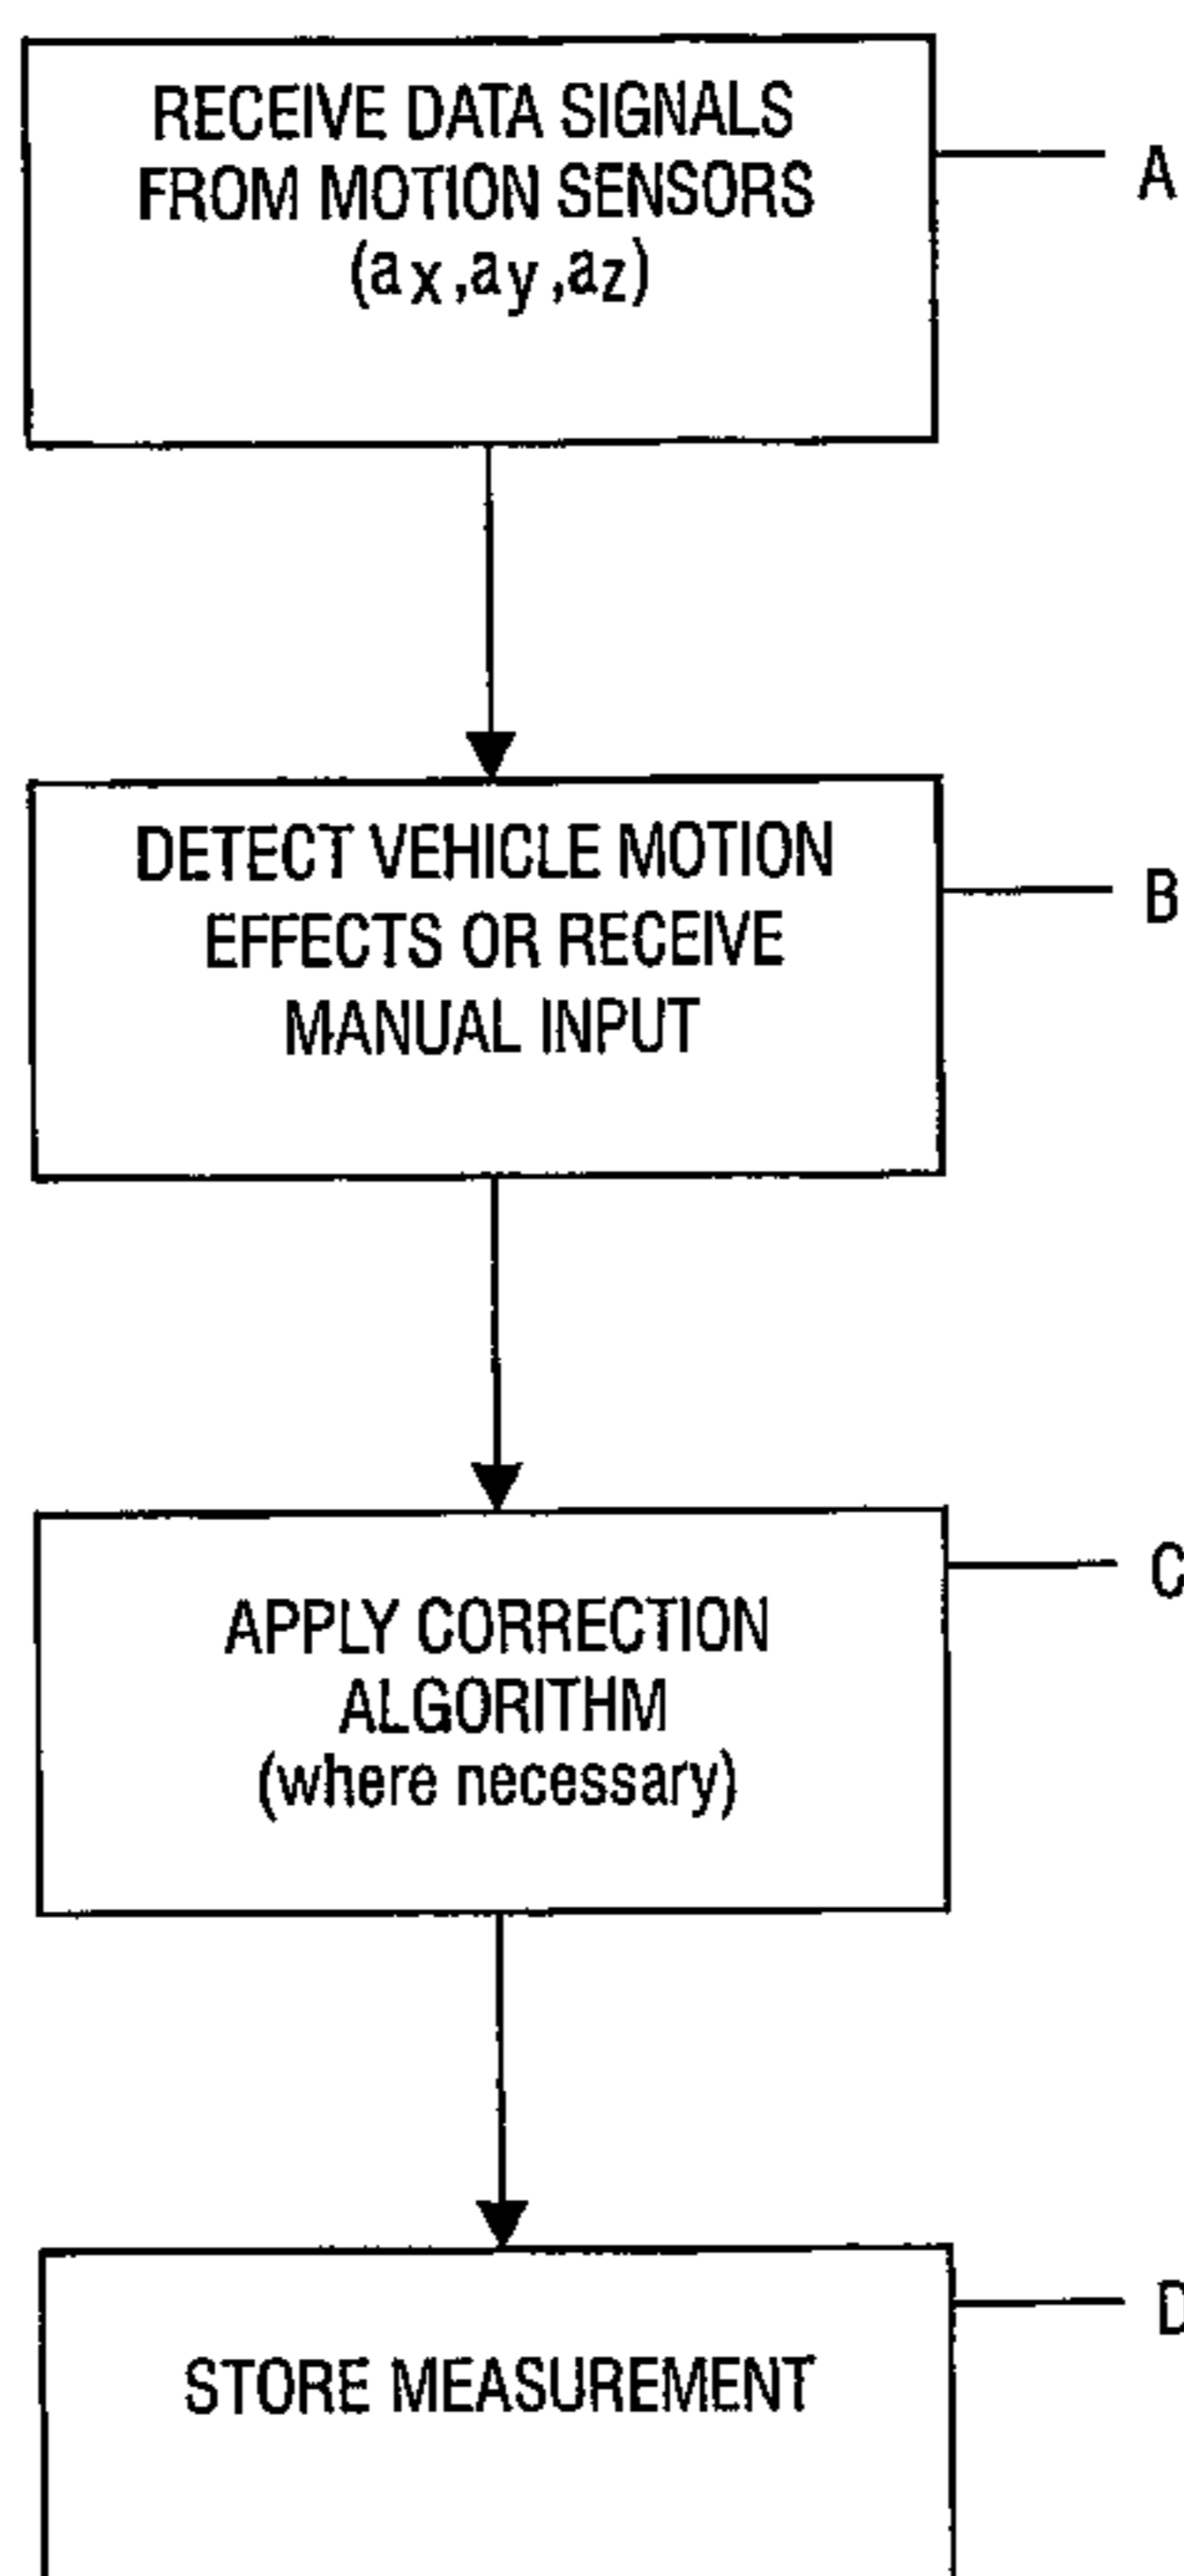 RECEIVE DATA SIGNALS
FROM MOTION SENSORS
(ax,ay,az)
A
DETECT VEHICLE MOTION
EFFECTS OR RECEIVE
MANUAL INPUT
B
APPLY CORRECTION
ALGORITHM
(where necessary)
C
STORE MEASUREMENT
D